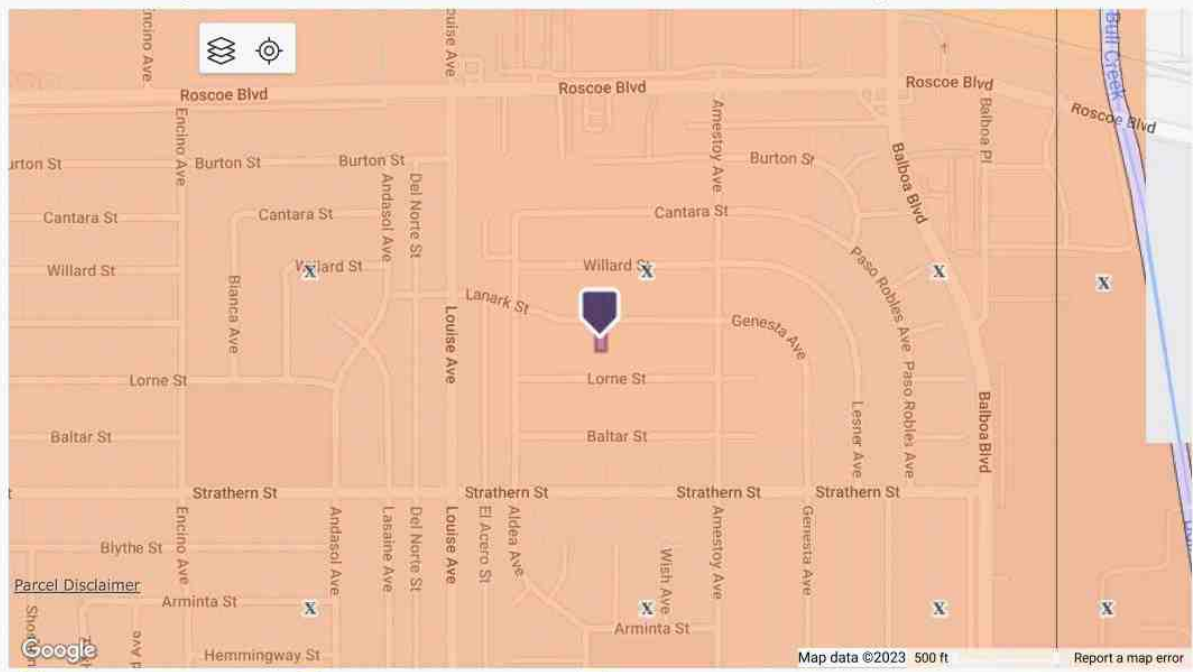 Encino Ave
Louise Ave
Bull Creek
Roscoe Blvd
Roscoe Blvd
Roscoe Blvd
Roscoe Blvd
Encino Ave
Amestoy Ave
Balboa Pl
urton St
Burton St
Burton St
Burton St
Andasol Ave
Del Norte St
Balboa Blvd
Cantara St
Cantara St
Cantara St
Willard St
Willard St
X
Willard St
X
X
X
Bianca Ave
Louise Ave
Lanark St
Genesta Ave
Paso Robles Ave
Lorne St
Lorne St
Paso Robles Ave
Lesner Ave
Balboa Blvd
Baltar St
Baltar St
Strathern St
Strathern St
Strathern St
Strathern St
Encino Ave
Andasol Ave
Lasaine Ave
Del Norte St
Louise Ave
El Acero St
Aldea Ave
Wish Ave
Amestoy Ave
Genesta Ave
Blythe St
Parcel Disclaimer
Arminta St
X
X
X
X
Arminta St
Google
Hemmingway St
Map data ©2023
500 ft
Report a map error